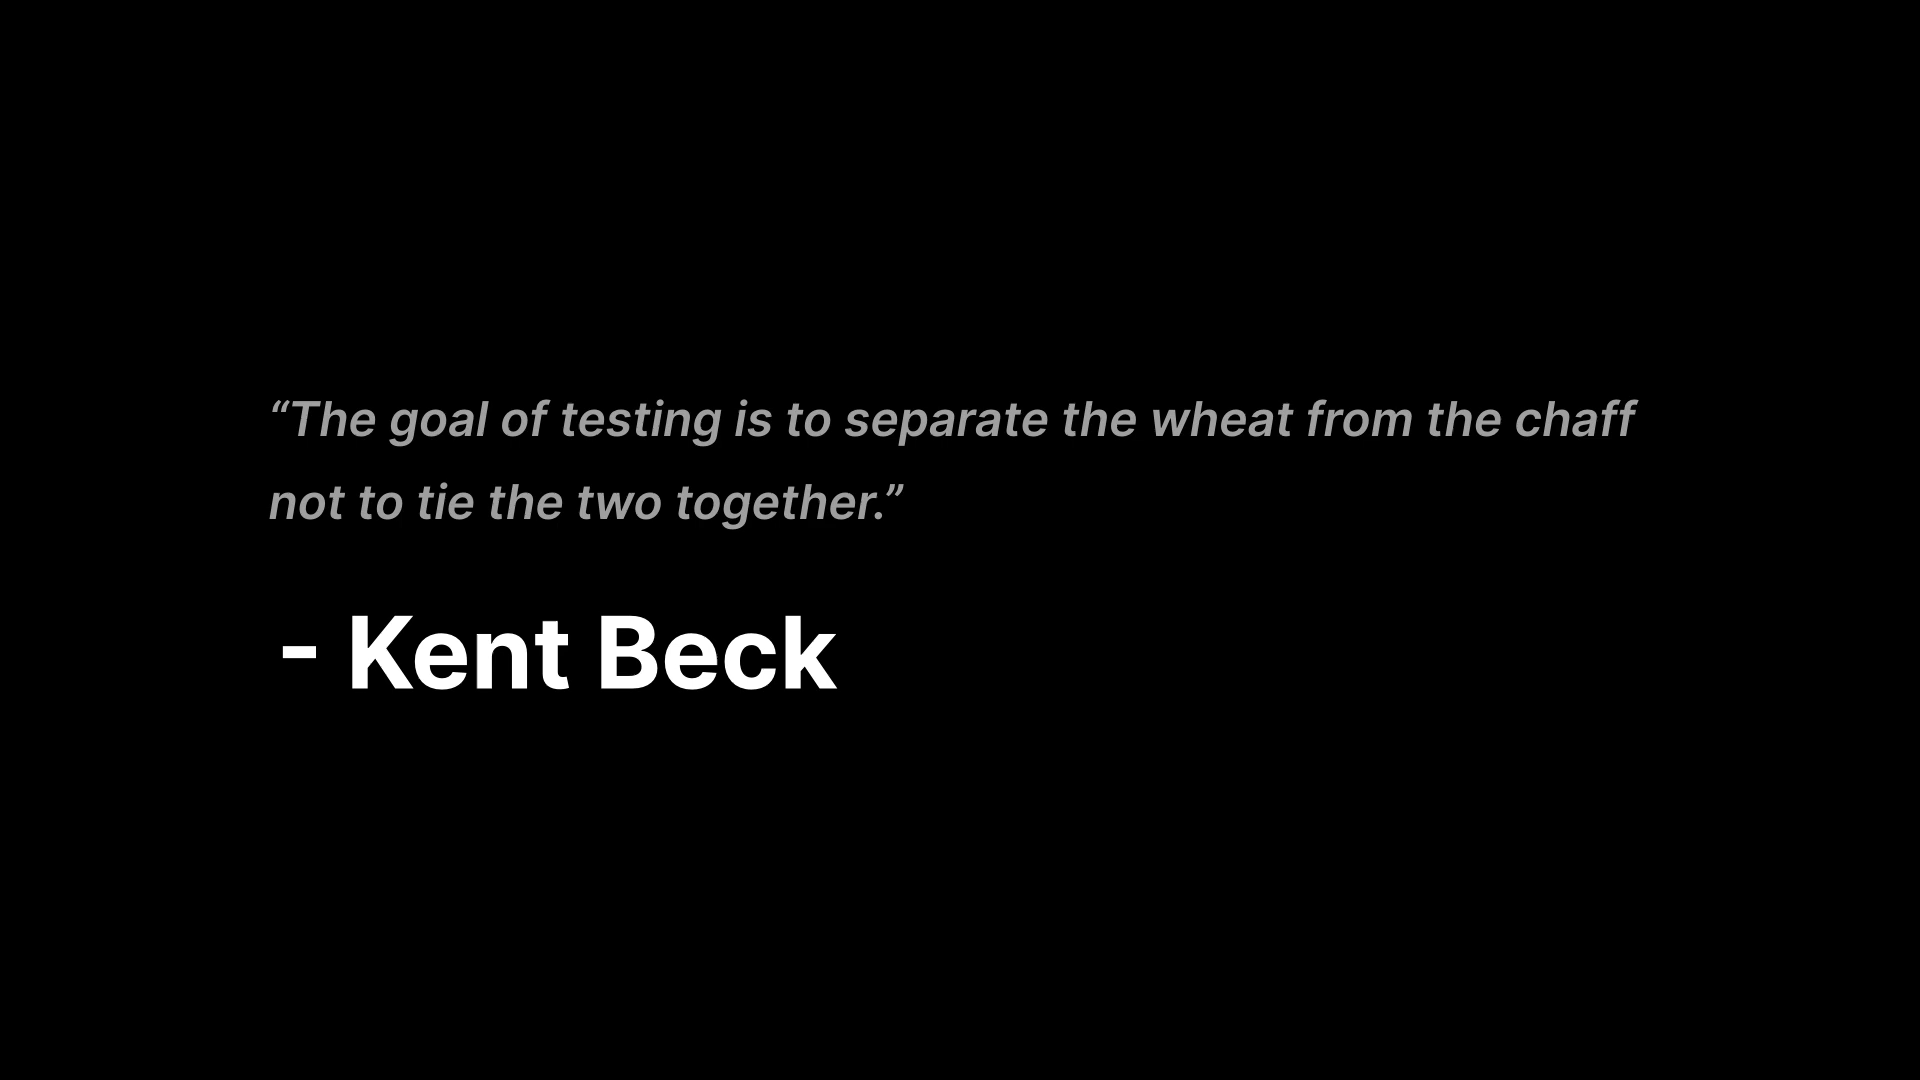 “The goal of testing is to separate the wheat from the chaff
not to tie the two together.”
- Kent Beck